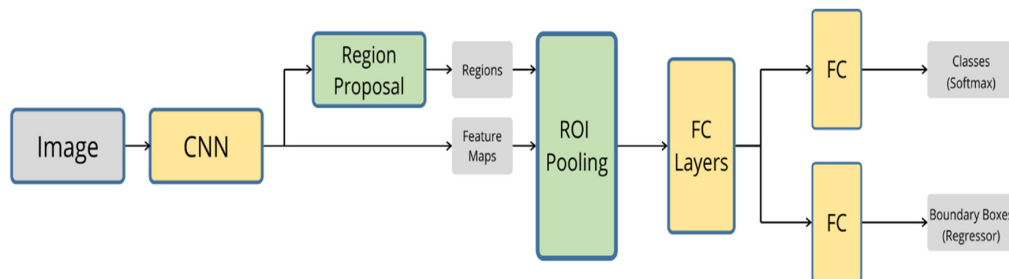 Image
CNN
Region
Proposal
Regions
Feature
Maps
ROI
Pooling
FC
Layers
FC
Classes
(Softmax)
FC
Boundary Boxes
(Regressor)